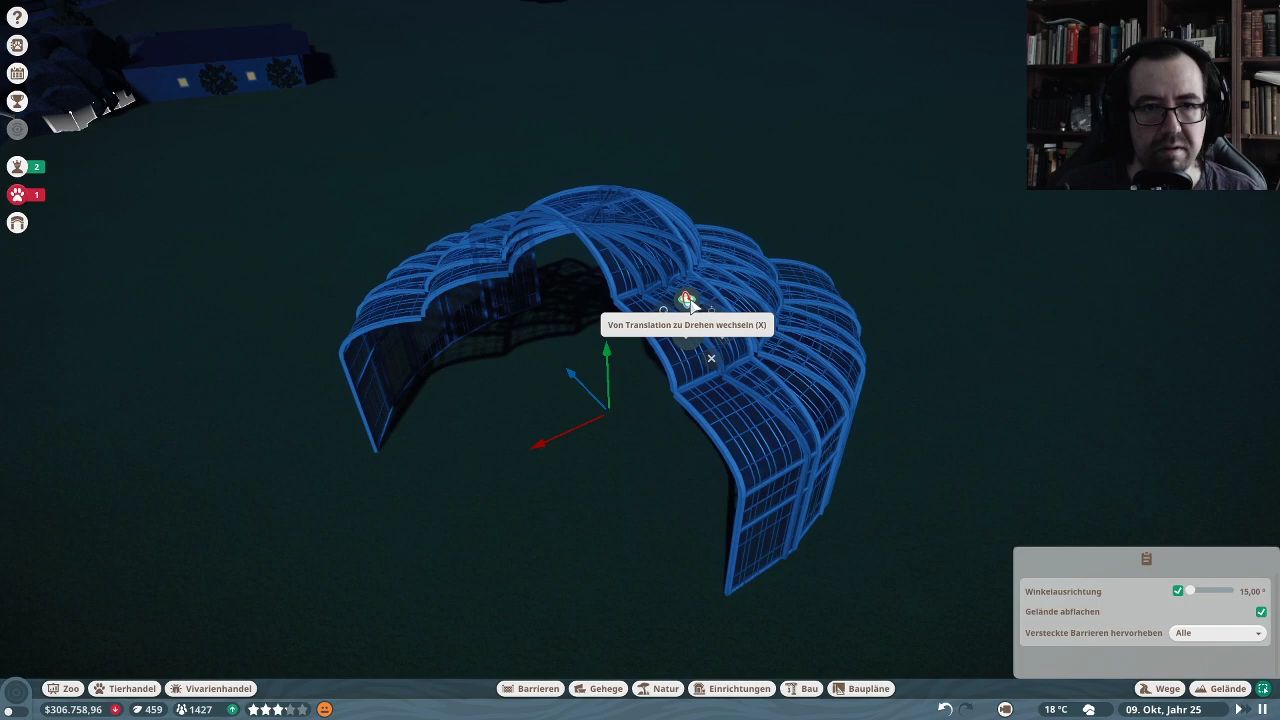 ?
2
1
Von Translation zu Drehen wechseln (X)
Winkelausrichtung
15,00 °
Gelände abflachen
Versteckte Barrieren hervorheben
Alle
Zoo
Tierhandel
Vivarienhandel
Barrieren
Gehege
Natur
Einrichtungen
Bau
Baupläne
Wege
Gelände
$306.758,96
459
1427
18 °C
09. Okt, Jahr 25